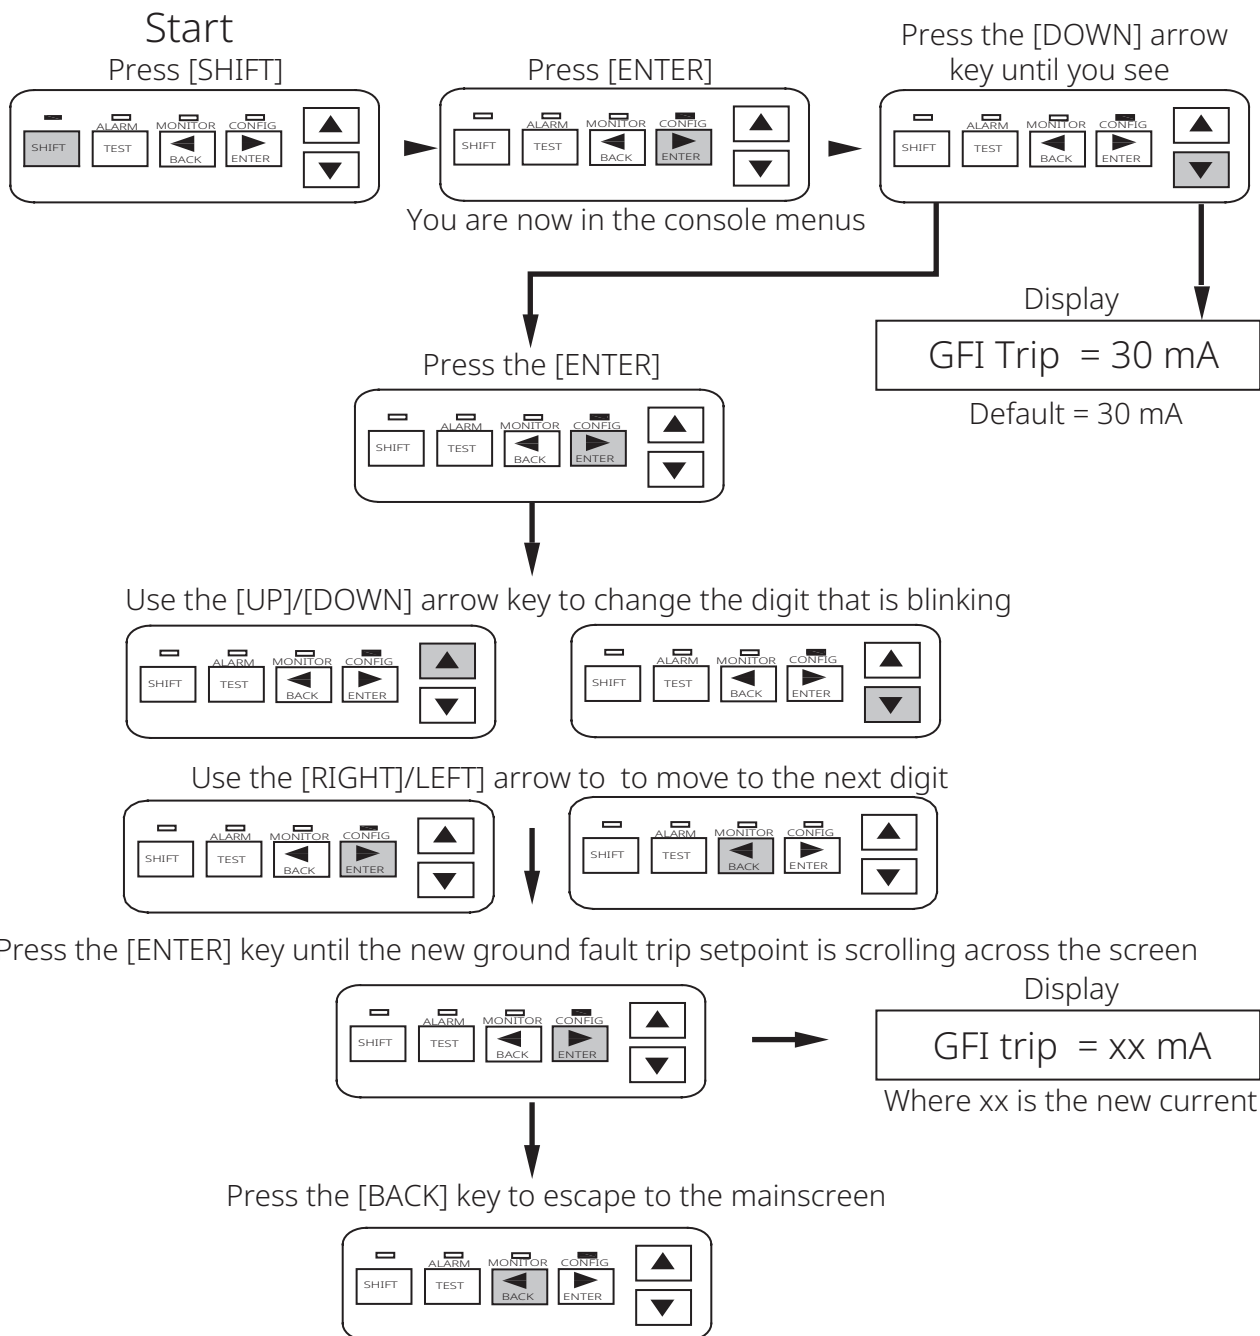 Start
Press [SHIFT]
SHIFT
ALARM
TEST
MONITOR
BACK
CONFIG
ENTER
Press [ENTER]
SHIFT
ALARM
TEST
MONITOR
BACK
CONFIG
ENTER
You are now in the console menus
Press the [DOWN] arrow
key until you see
SHIFT
ALARM
TEST
MONITOR
BACK
CONFIG
ENTER
Display
GFI Trip = 30 mA
Default = 30 mA
Press the [ENTER]
SHIFT
ALARM
TEST
MONITOR
BACK
CONFIG
ENTER
Use the [UP]/[DOWN] arrow key to change the digit that is blinking
SHIFT
ALARM
TEST
MONITOR
BACK
CONFIG
ENTER
SHIFT
ALARM
TEST
MONITOR
BACK
CONFIG
ENTER
Use the [RIGHT]/LEFT] arrow to to move to the next digit
SHIFT
ALARM
TEST
MONITOR
BACK
CONFIG
ENTER
SHIFT
ALARM
TEST
MONITOR
BACK
CONFIG
ENTER
Press the [ENTER] key until the new ground fault trip setpoint is scrolling across the screen
SHIFT
ALARM
TEST
MONITOR
BACK
CONFIG
ENTER
Display
GFI trip = xx mA
Where xx is the new current
Press the [BACK] key to escape to the mainscreen
SHIFT
ALARM
TEST
MONITOR
BACK
CONFIG
ENTER